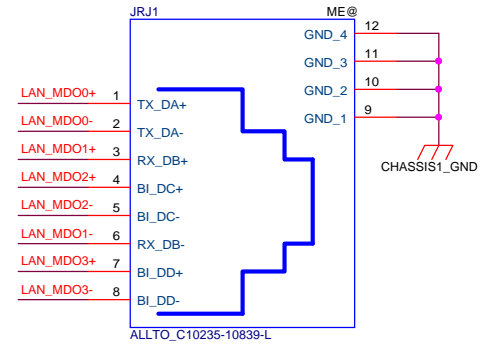 JRJ1 ME@
GND_4 12
GND_3 11
GND_2 10
GND_1 9
LAN_MDO0+ 1 TX_DA+
LAN_MDO0- 2 TX_DA-
LAN_MDO1+ 3 RX_DB+
LAN_MDO2+ 4 BI_DC+
LAN_MDO2- 5 BI_DC-
LAN_MDO1- 6 RX_DB-
LAN_MDO3+ 7 BI_DD+
LAN_MDO3- 8 BI_DD-
CHASSIS1_GND
ALLTO_C10235-10839-L